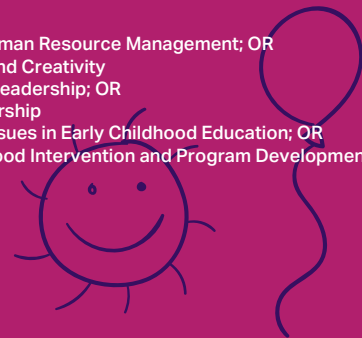 man Resource Management; OR
nd Creativity
eadership; OR
rship
sues in Early Childhood Education; OR
ood Intervention and Program Developmen